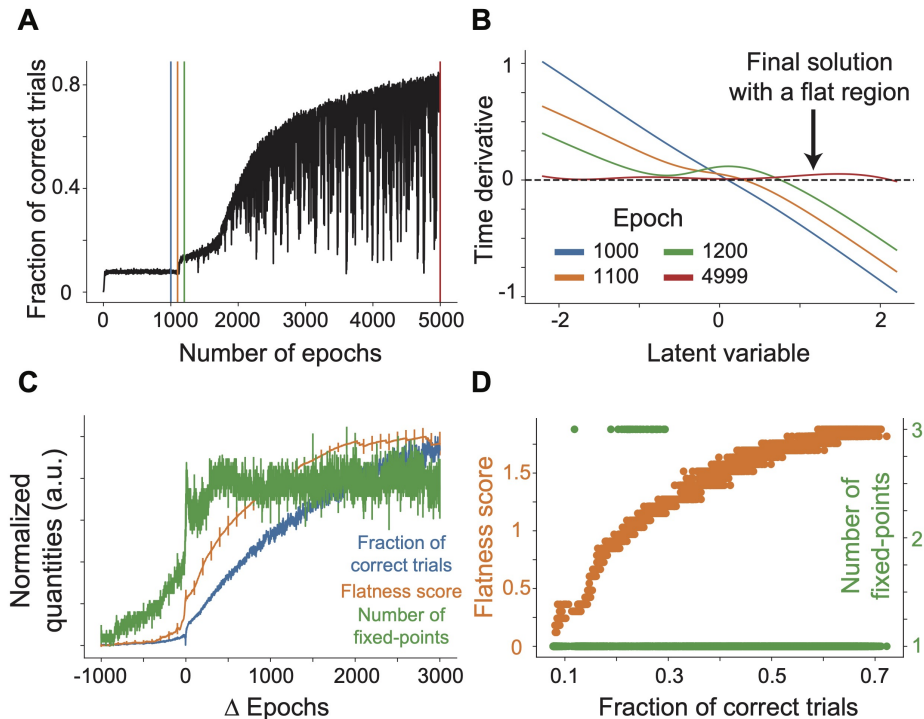 A
Fraction of correct trials
0.8
0.4
0
0
1000
2000
3000
4000
5000
Number of epochs
B
Time derivative
1
0
-1
Final solution
with a flat region
Epoch
1000
1200
1100
4999
-2
0
2
Latent variable
C
Normalized
quantities (a.u.)
Fraction of
correct trials
Flatness score
Number of
fixed-points
-1000
0
1000
2000
3000
Δ Epochs
D
Flatness score
1.5
1
0.5
0
Number of
fixed-points
3
2
1
0.1
0.3
0.5
0.7
Fraction of correct trials